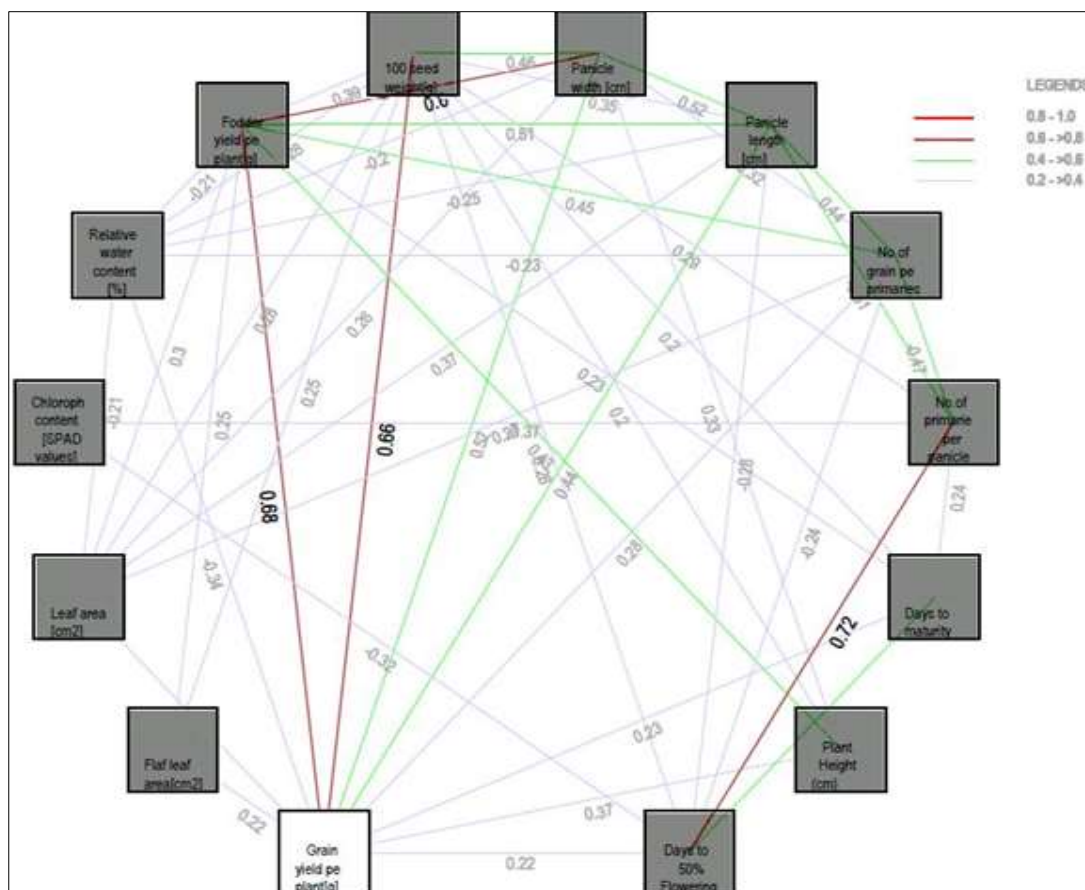 100 seed
weight[g]
Panicle
width [cm]
Fodder
yield pe
plant[g]
Panicle
length
[cm]
Relative
water
content
[%]
No of
grain pe
primaries
Chloroph
content
[SPAD
values]
No of
primarie
per
panicle
Leaf area
[cm2]
Days to
maturity
Flaf leaf
area[cm2]
Plant
Height
(cm)
Grain
yield pe
plant[g]
Days to
50%
Flowering
LEGENDS
0.8 - 1.0
0.6 - >0.8
0.4 - >0.6
0.2 - >0.4
0.46
0.39
0.35
0.52
0.61
-0.2
-0.21
-0.25
0.45
0.44
-0.23
0.29
0.26
0.3
0.37
0.2
0.23
-0.47
-0.21
0.25
0.25
0.66
0.2
0.33
0.52
0.44
-0.28
0.24
0.68
-0.34
0.28
-0.24
0.72
-0.32
0.23
0.22
0.37
0.22